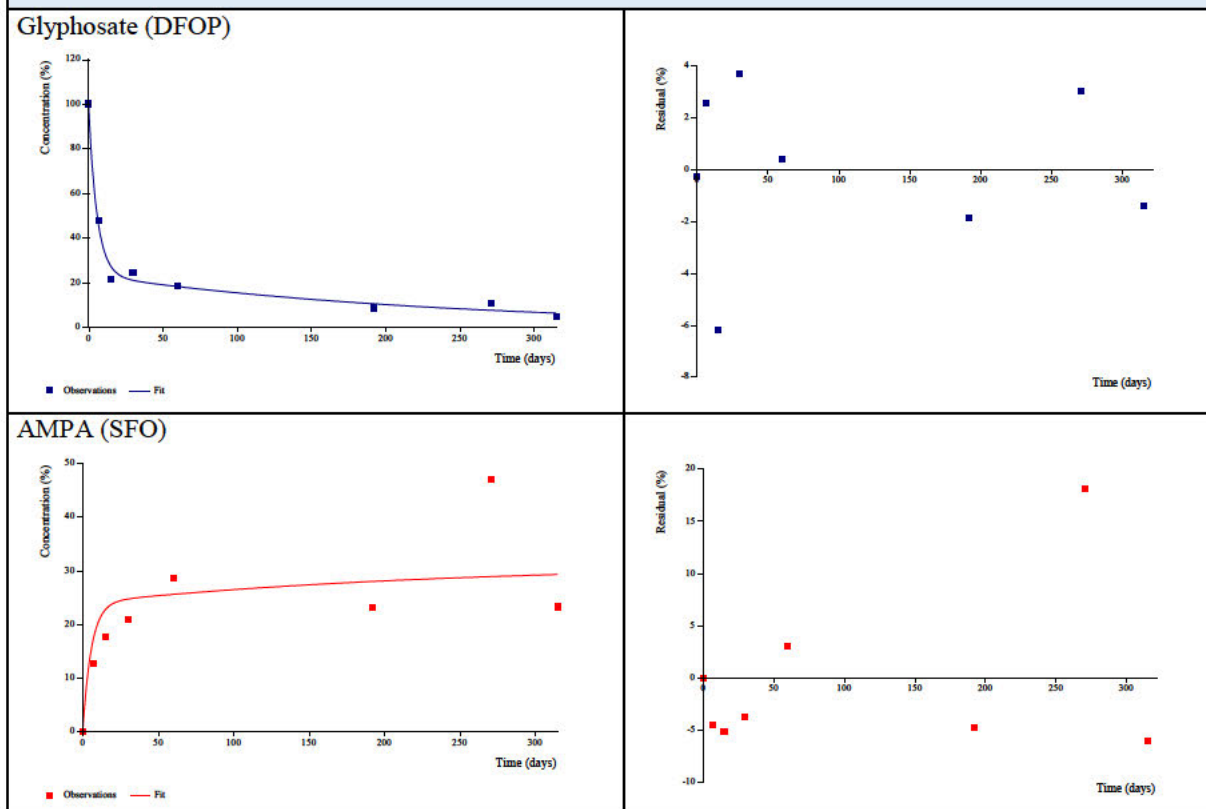 Glyphosate (DFOP)
Concentration (%)
120
100
80
60
40
20
0
0 50 100 150 200 250 300
Time (days)
Observations Fit
Residual (%)
4
2
0
-2
-4
-6
-8
0 50 100 150 200 250 300
Time (days)
AMPA (SFO)
Concentration (%)
50
40
30
20
10
0
0 50 100 150 200 250 300
Time (days)
Observations Fit
Residual (%)
20
15
10
5
0
-5
-10
0 50 100 150 200 250 300
Time (days)